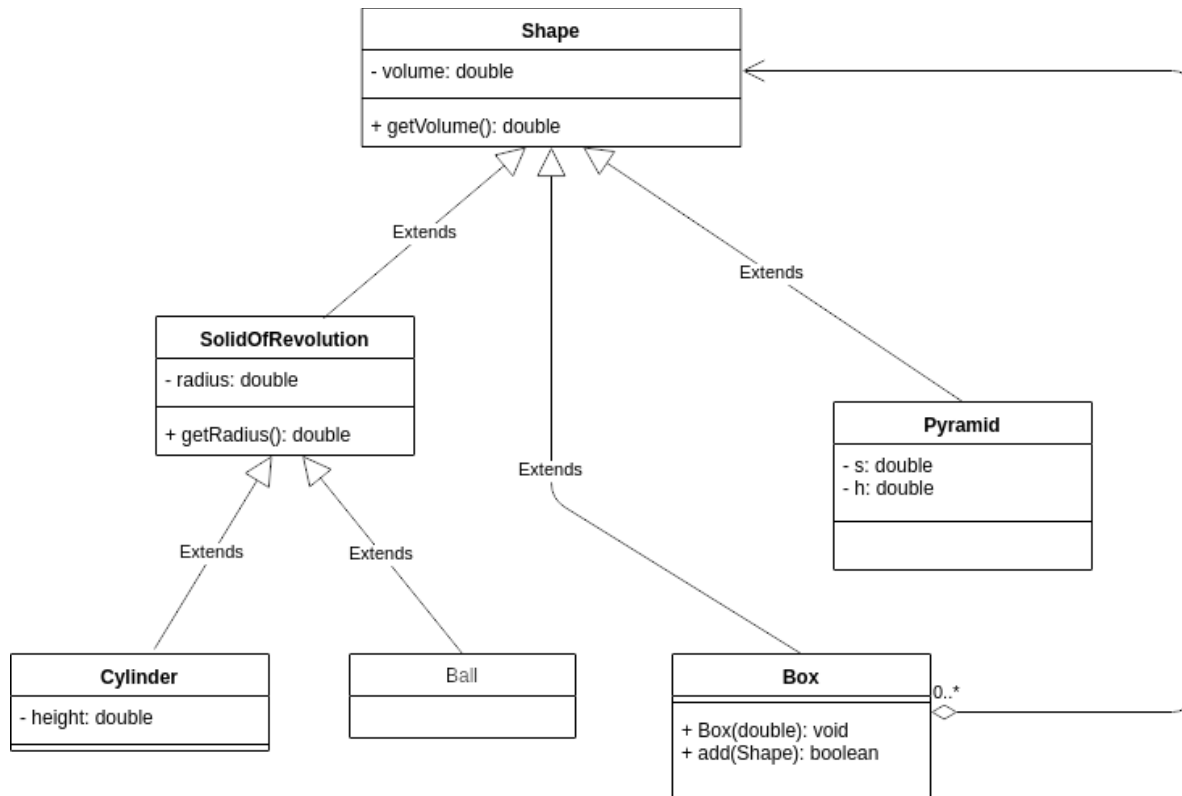 Shape
- volume: double
+ getVolume(): double
Extends
Extends
SolidOfRevolution
- radius: double
+ getRadius(): double
Pyramid
- s: double
- h: double
Extends
Extends
Extends
Cylinder
- height: double
Ball
Box
+ Box(double): void
+ add(Shape): boolean
0..*